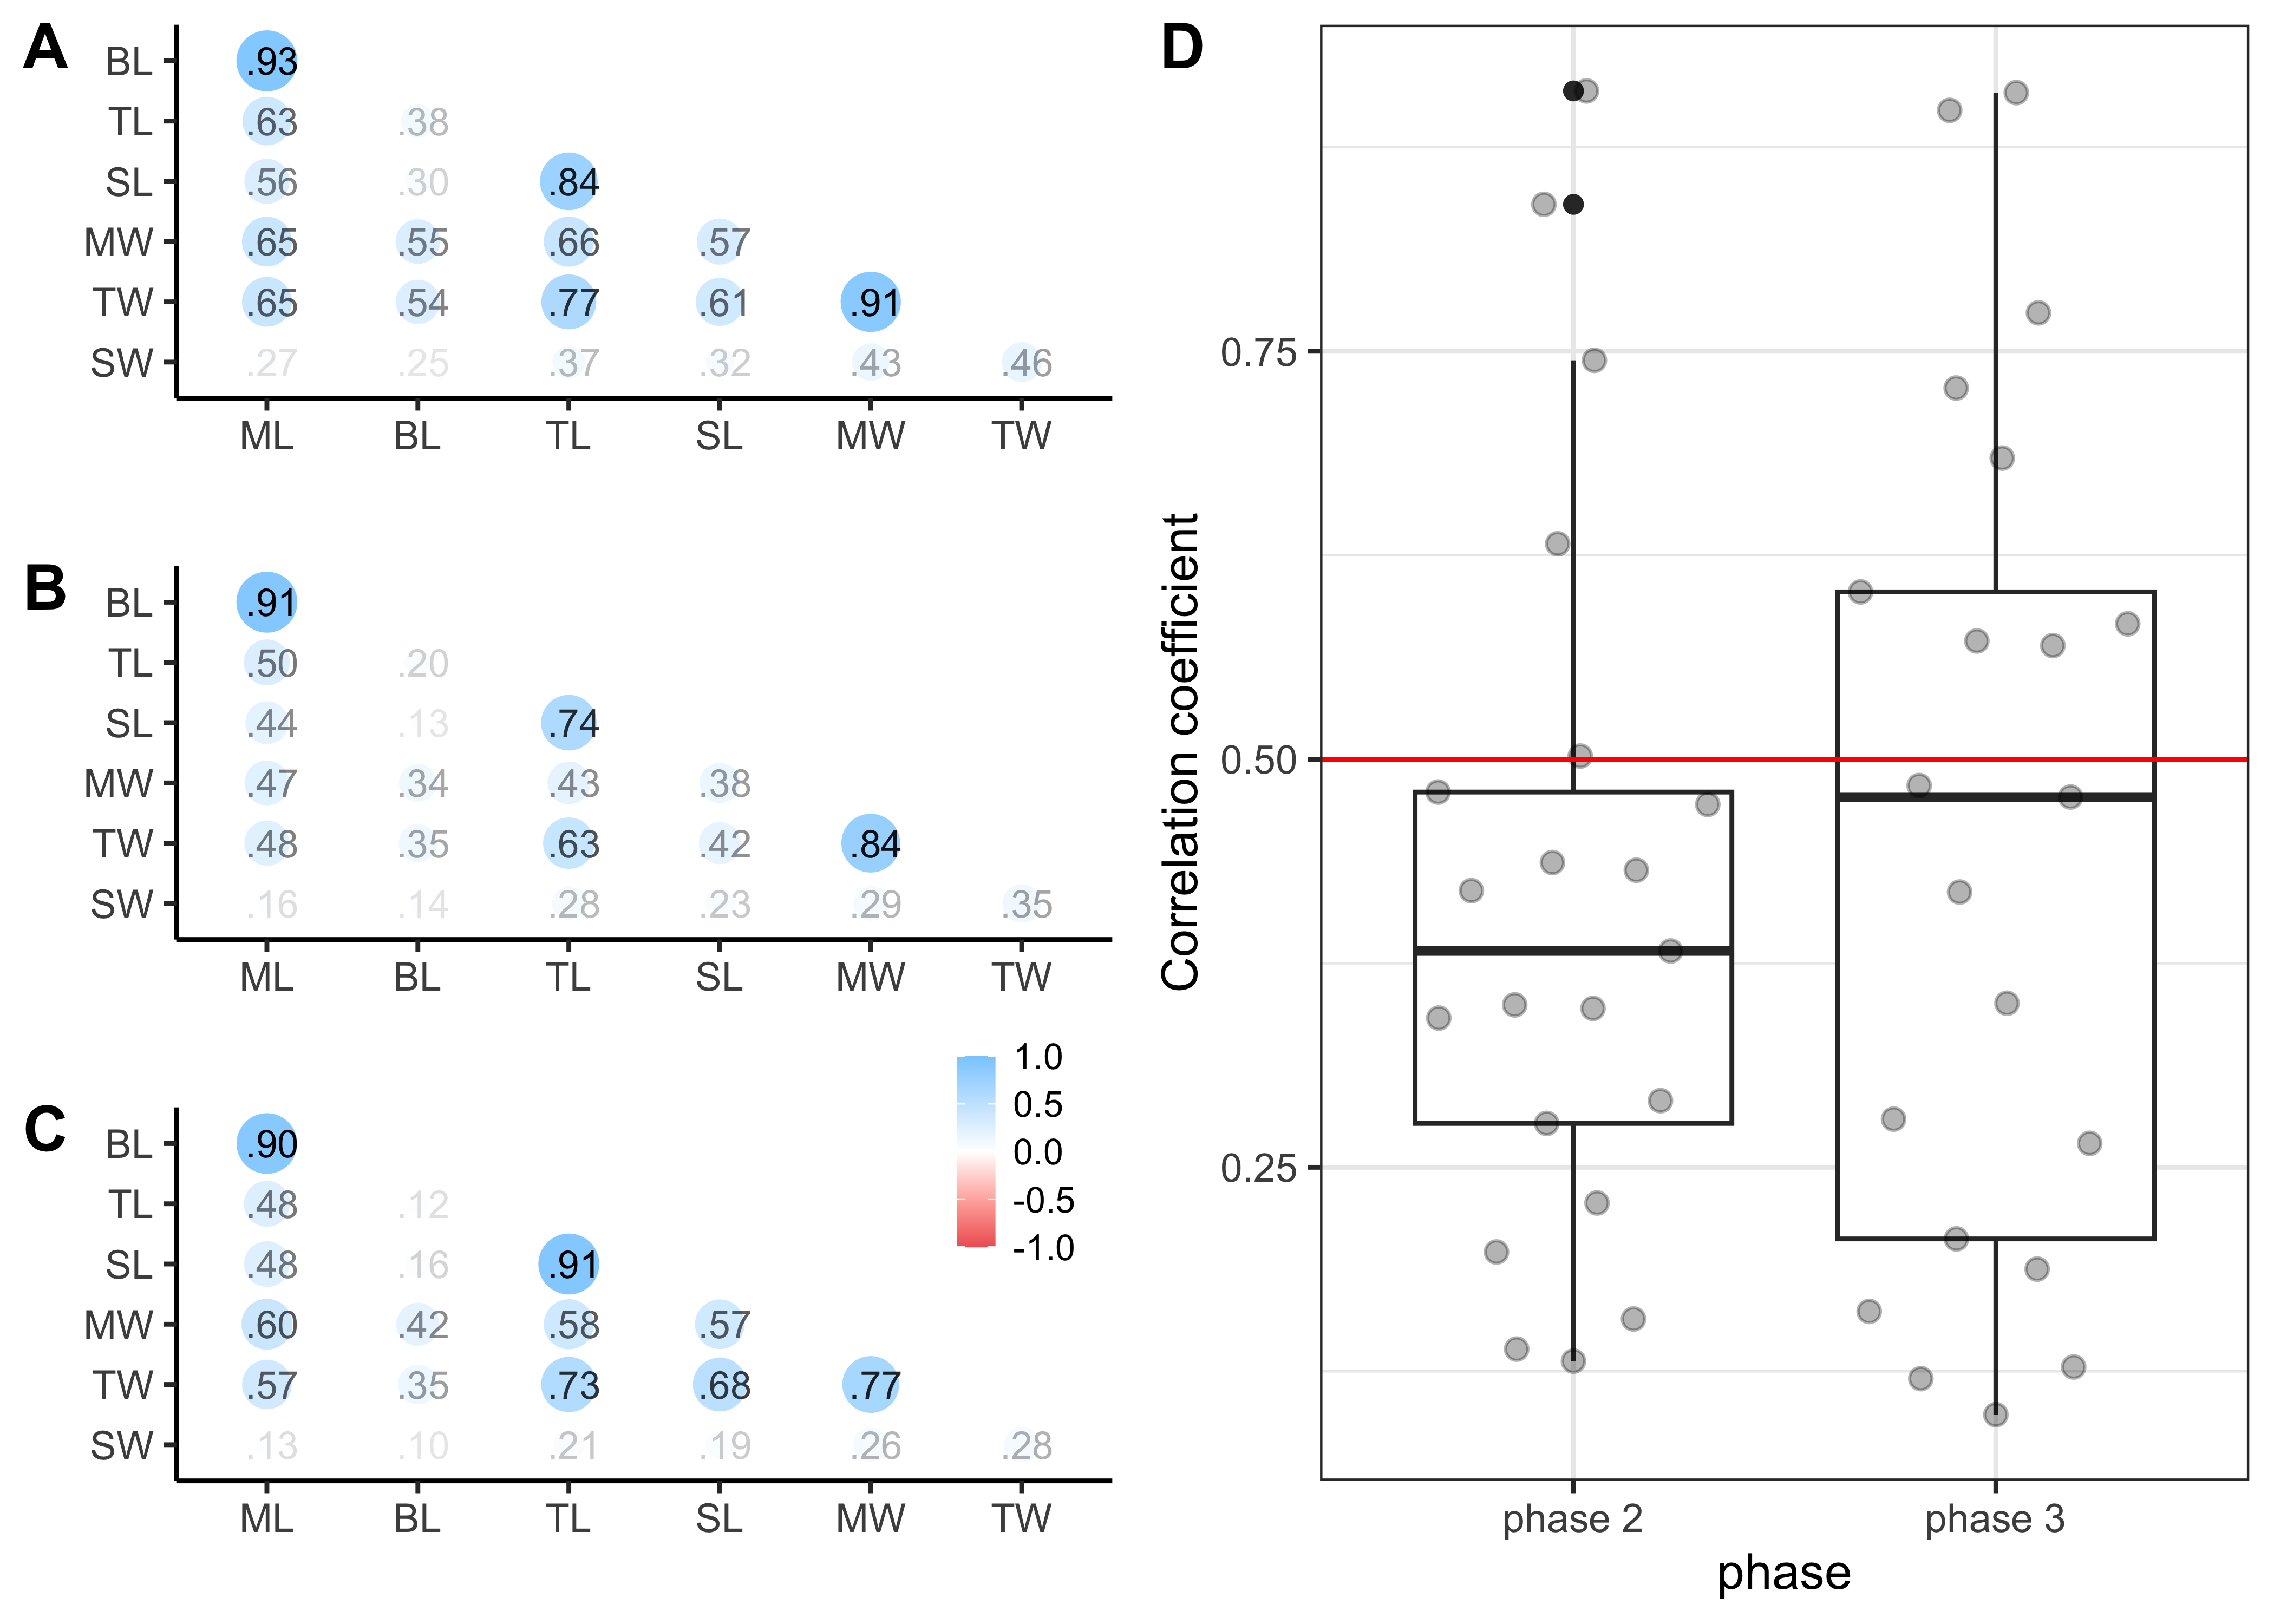 A
BL .93
TL .63 .38
SL .56 .30 .84
MW .65 .55 .66 .57
TW .65 .54 .77 .61 .91
SW .27 .25 .37 .32 .43 .46
ML BL TL SL MW TW
B
BL .91
TL .50 .20
SL .44 .13 .74
MW .47 .34 .43 .38
TW .48 .35 .63 .42 .84
SW .16 .14 .28 .23 .29 .35
ML BL TL SL MW TW
1.0
0.5
0.0
-0.5
-1.0
C
BL .90
TL .48 .12
SL .48 .16 .91
MW .60 .42 .58 .57
TW .57 .35 .73 .68 .77
SW .13 .10 .21 .19 .26 .28
ML BL TL SL MW TW
D
Correlation coefficient
0.75
0.50
0.25
phase 2 phase 3
phase